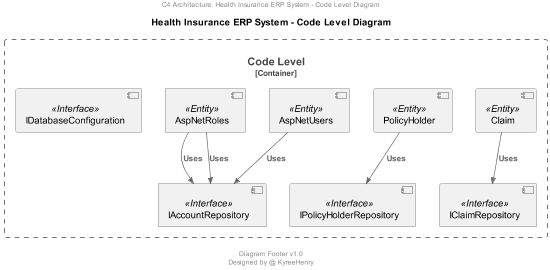 C4 Architecture: Health Insurance ERP System - Code Level Diagram
Health Insurance ERP System - Code Level Diagram
Code Level
[Container]
«Interface»
IDatabaseConfiguration
«Entity»
AspNetRoles
«Entity»
AspNetUsers
«Entity»
PolicyHolder
«Entity»
Claim
Uses
Uses
Uses
Uses
Uses
«Interface»
IAccountRepository
«Interface»
IPolicyHolderRepository
«Interface»
IClaimRepository
Diagram Footer v1.0
Designed by @ KyreeHenry